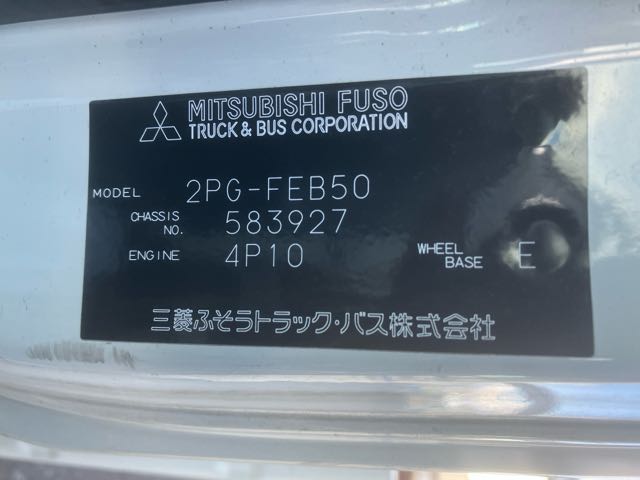 MITSUBISHI FUSO
TRUCK & BUS CORPORATION
MODEL 2PG-FEB50
CHASSIS NO. 583927
ENGINE 4P10 WHEEL BASE E
三菱ふそうトラック・バス株式会社